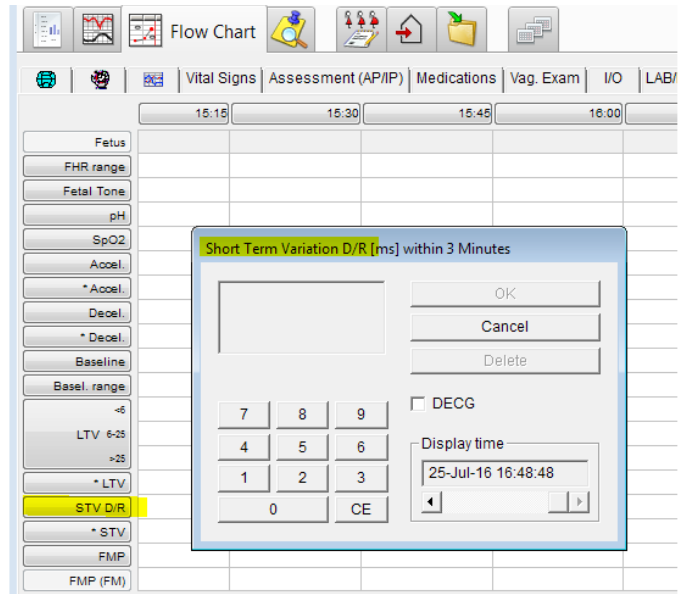 Flow Chart
Vital Signs Assessment (AP/IP) Medications Vag. Exam I/O LAB/
15:15 15:30 15:45 16:00
Fetus
FHR range
Fetal Tone
pH
SpO2
Accel.
* Accel.
Decel.
* Decel.
Baseline
Basel. range
<6
LTV 6-25
>25
* LTV
STV D/R
* STV
FMP
FMP (FM)
Short Term Variation D/R [ms] within 3 Minutes
OK
Cancel
Delete
DECG
7 8 9
4 5 6
1 2 3
0 CE
Display time
25-Jul-16 16:48:48